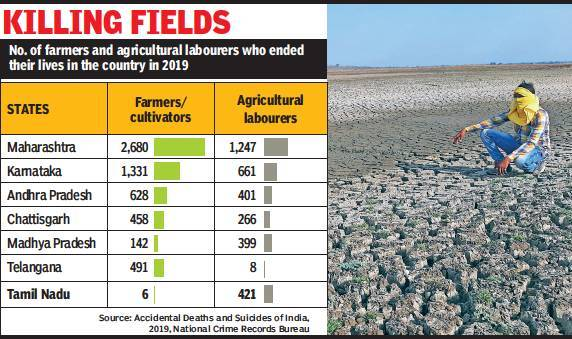 KILLING FIELDS
No. of farmers and agricultural labourers who ended
their lives in the country in 2019
STATES Farmers/ cultivators Agricultural labourers
Maharashtra 2,680 1,247
Karnataka 1,331 661
Andhra Pradesh 628 401
Chattisgarh 458 266
Madhya Pradesh 142 399
Telangana 491 8
Tamil Nadu 6 421
Source: Accidental Deaths and Suicides of India,
2019, National Crime Records Bureau